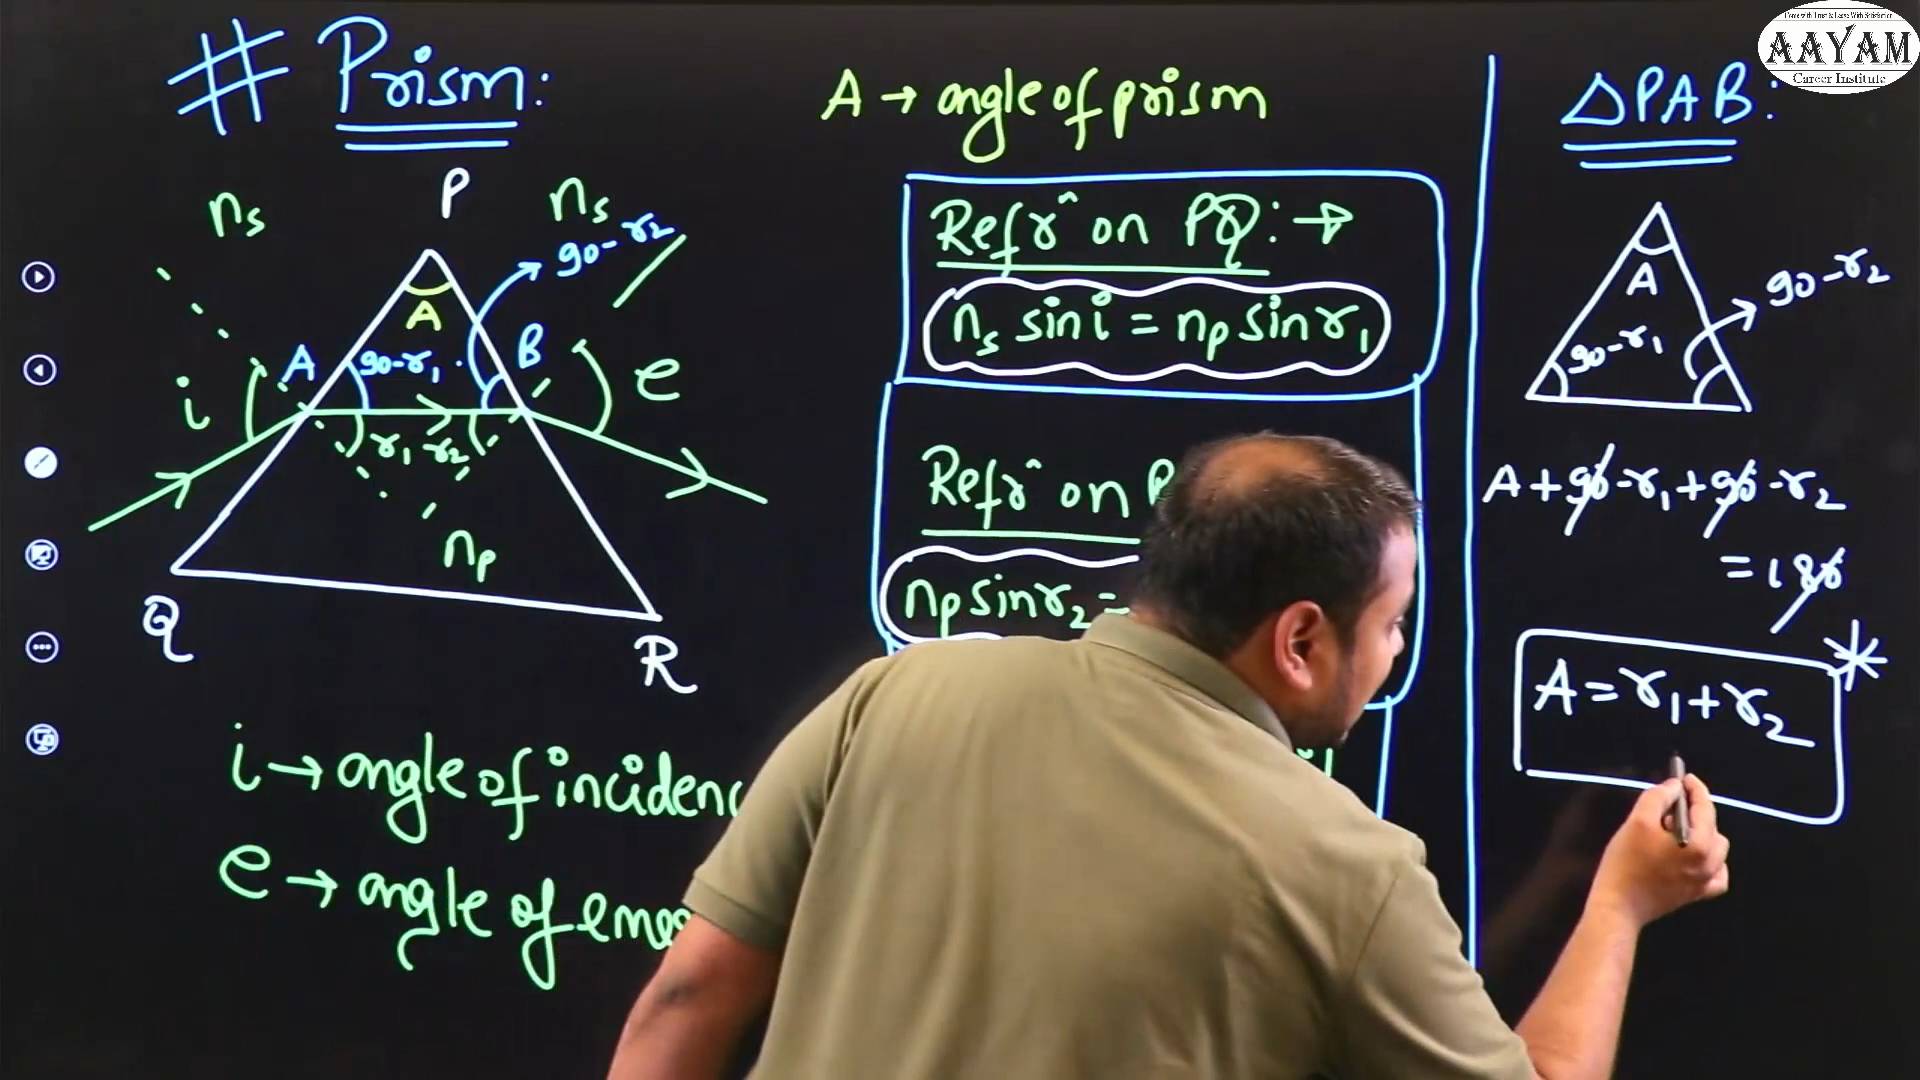 # Prism:
A → angle of prism
P
ns
ns
90-r2
A
A
90-r1
B
i
e
r1 r2
np
Q
R
i → angle of inciden
e → angle of eme
Refrⁿ on PQ: →
ns sin i = np sin r1
Refrⁿ on P
np sin r2 =
ΔPAB:
A
90-r1
90-r2
A + 90 - r1 + 90 - r2
= 180
A = r1 + r2 *
AAYAM
Career Institute